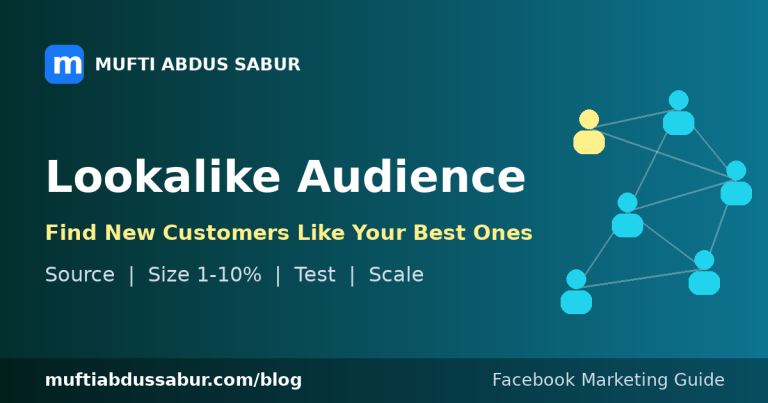 m MUFTI ABDUS SABUR
Lookalike Audience
Find New Customers Like Your Best Ones
Source | Size 1-10% | Test | Scale
muftiabdussabur.com/blog
Facebook Marketing Guide